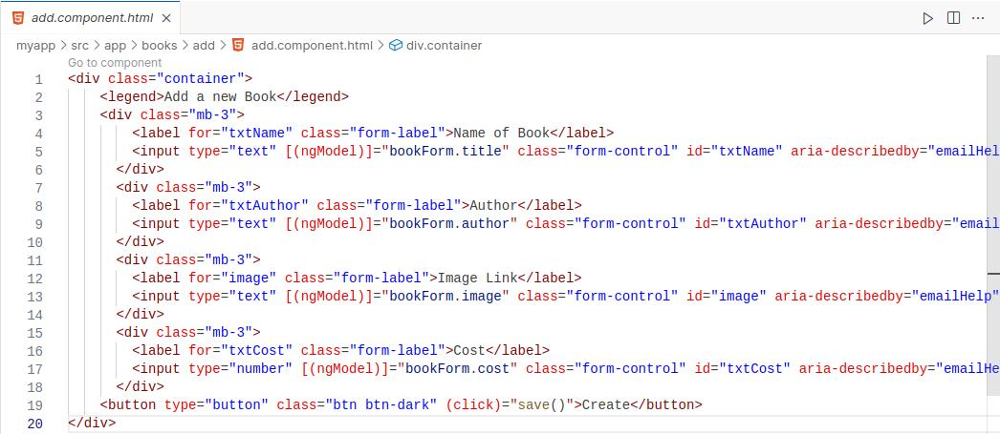 add.component.html
myapp > src > app > books > add > add.component.html > div.container
Go to component
1 <div class="container">
2 <legend>Add a new Book</legend>
3 <div class="mb-3">
4 <label for="txtName" class="form-label">Name of Book</label>
5 <input type="text" [(ngModel)]="bookForm.title" class="form-control" id="txtName" aria-describedby="emailHel
6 </div>
7 <div class="mb-3">
8 <label for="txtAuthor" class="form-label">Author</label>
9 <input type="text" [(ngModel)]="bookForm.author" class="form-control" id="txtAuthor" aria-describedby="email
10 </div>
11 <div class="mb-3">
12 <label for="image" class="form-label">Image Link</label>
13 <input type="text" [(ngModel)]="bookForm.image" class="form-control" id="image" aria-describedby="emailHelp"
14 </div>
15 <div class="mb-3">
16 <label for="txtCost" class="form-label">Cost</label>
17 <input type="number" [(ngModel)]="bookForm.cost" class="form-control" id="txtCost" aria-describedby="emailHe
18 </div>
19 <button type="button" class="btn btn-dark" (click)="save()">Create</button>
20 </div>